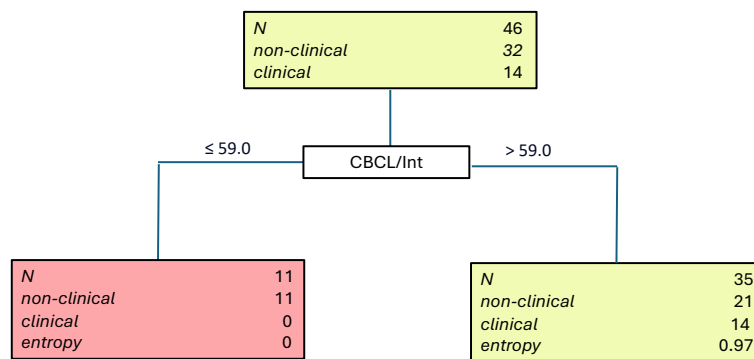 N 46
non-clinical 32
clinical 14
≤ 59.0
CBCL/Int
> 59.0
N 11
non-clinical 11
clinical 0
entropy 0
N 35
non-clinical 21
clinical 14
entropy 0.97